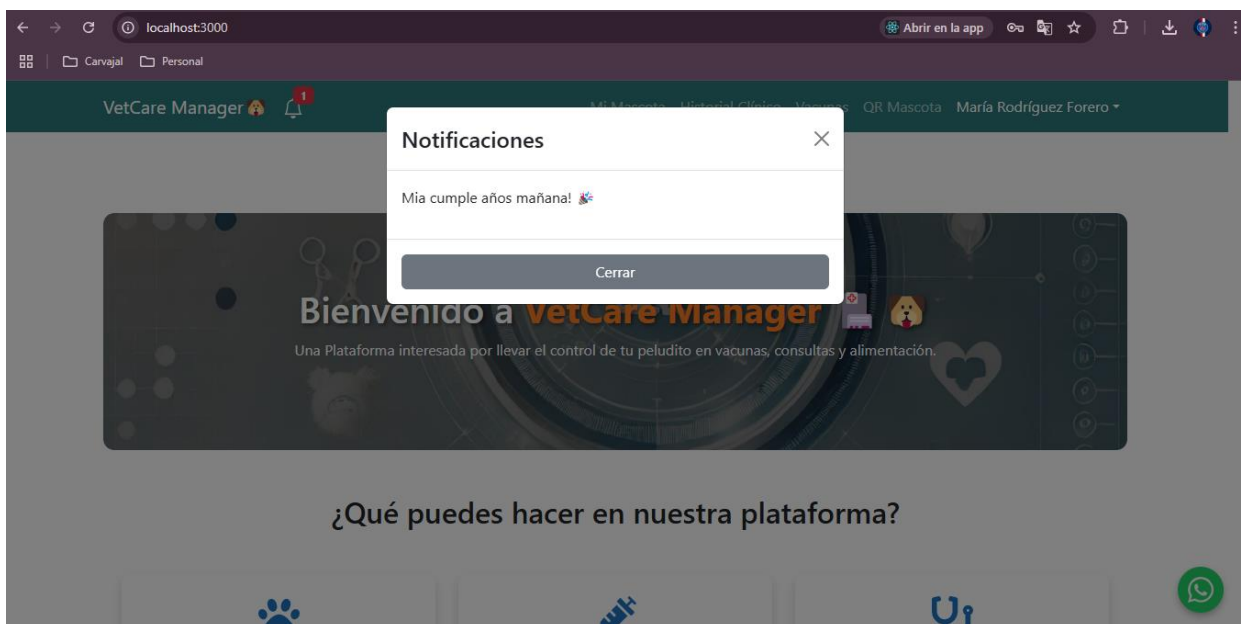 localhost:3000
Abrir en la app
Carvajal Personal
VetCare Manager 1 Mi Mascota Historial Clínico Vacunas QR Mascota María Rodríguez Forero
Notificaciones
Mia cumple años mañana! 🎉
Cerrar
Bienvenido a VetCare Manager
Una Plataforma interesada por llevar el control de tu peludito en vacunas, consultas y alimentación.
¿Qué puedes hacer en nuestra plataforma?